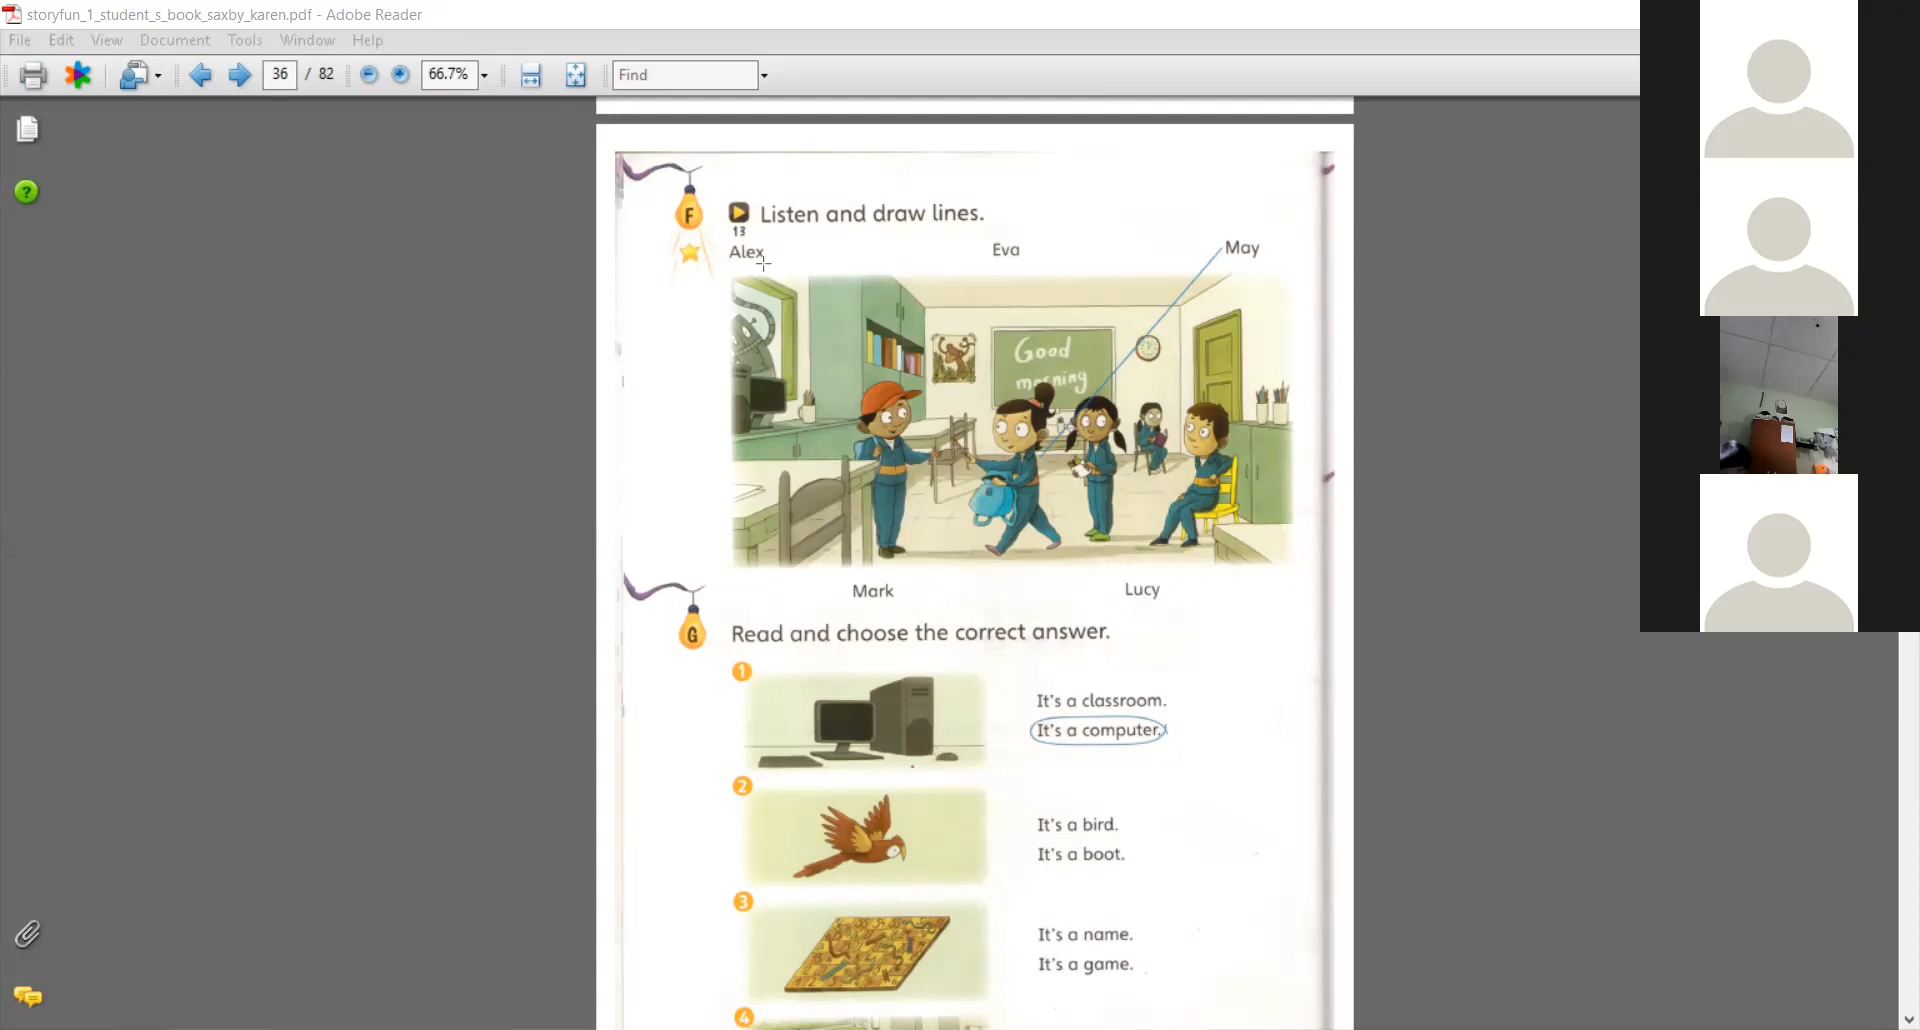 storyfun_1_student_s_book_saxby_karen.pdf - Adobe Reader
File Edit View Document Tools Window Help
36 / 82 66.7% Find
F
Listen and draw lines.
13
Alex Eva May
Good
morning
Mark Lucy
G
Read and choose the correct answer.
1
It's a classroom.
It's a computer.
2
It's a bird.
It's a boot.
3
It's a name.
It's a game.
4